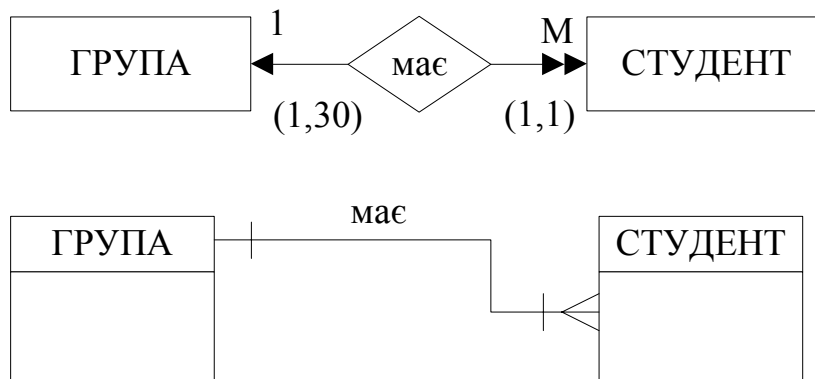 1 М
ГРУПА має СТУДЕНТ
(1,30) (1,1)
має
ГРУПА СТУДЕНТ